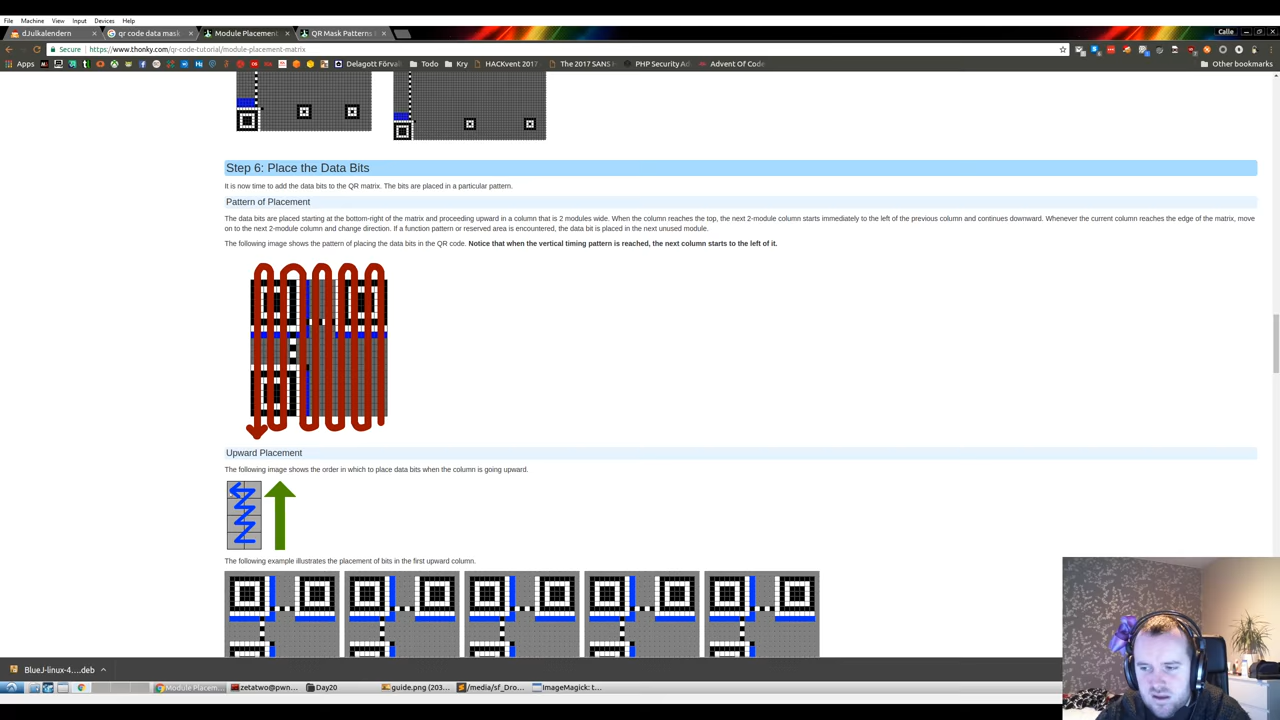 File Machine View Input Devices Help
dJulkalendern
qr code data mask
Module Placement
QR Mask Patterns
Calle
Secure https://www.thonky.com/qr-code-tutorial/module-placement-matrix
Apps
Delagott Förval
Todo
Kry
HACKvent 2017
The 2017 SANS H
PHP Security Ad
Advent Of Code
Other bookmarks
Step 6: Place the Data Bits
It is now time to add the data bits to the QR matrix. The bits are placed in a particular pattern.
Pattern of Placement
The data bits are placed starting at the bottom-right of the matrix and proceeding upward in a column that is 2 modules wide. When the column reaches the top, the next 2-module column starts immediately to the left of the previous column and continues downward. Whenever the current column reaches the edge of the matrix, move
on to the next 2-module column and change direction. If a function pattern or reserved area is encountered, the data bit is placed in the next unused module.
The following image shows the pattern of placing the data bits in the QR code. Notice that when the vertical timing pattern is reached, the next column starts to the left of it.
Upward Placement
The following image shows the order in which to place data bits when the column is going upward.
The following example illustrates the placement of bits in the first upward column.
BlueJ-linux-4....deb
Module Placem...
zetatwo@pwn...
Day20
guide.png (203...
/media/sf_Dro...
ImageMagick: t...